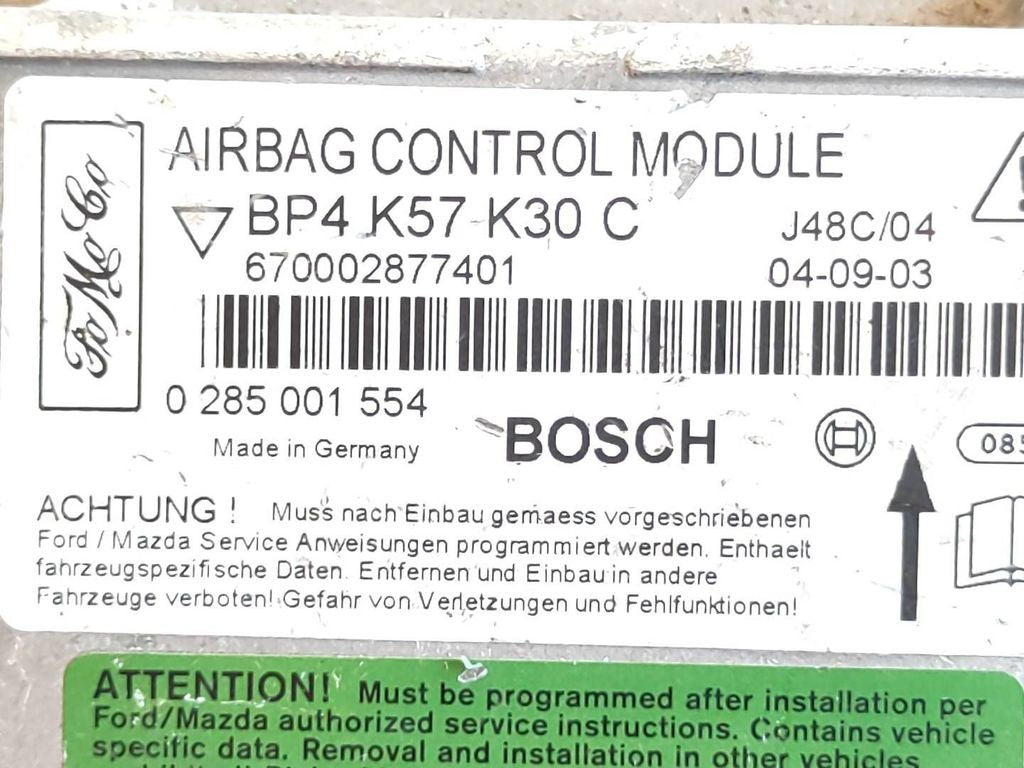 FoMoCo
AIRBAG CONTROL MODULE
BP4 K57 K30 C
J48C/04
670002877401
04-09-03
0 285 001 554
Made in Germany
BOSCH
085
ACHTUNG! Muss nach Einbau gemaess vorgeschriebenen
Ford / Mazda Service Anweisungen programmiert werden. Enthaelt
fahrzeugspezifische Daten. Entfernen und Einbau in andere
Fahrzeuge verboten! Gefahr von Verletzungen und Fehlfunktionen!
ATTENTION! Must be programmed after installation per
Ford/Mazda authorized service instructions. Contains vehicle
specific data. Removal and installation in other vehicles